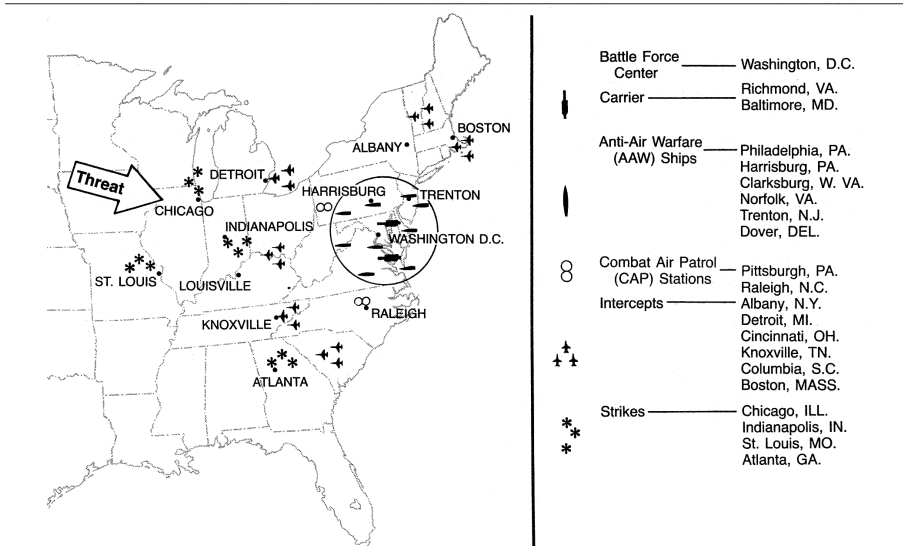 BOSTON
ALBANY
DETROIT
Threat
HARRISBURG
TRENTON
CHICAGO
INDIANAPOLIS
WASHINGTON D.C.
ST. LOUIS
LOUISVILLE
RALEIGH
KNOXVILLE
ATLANTA
Battle Force
Center
Washington, D.C.
Carrier
Richmond, VA.
Baltimore, MD.
Anti-Air Warfare
(AAW) Ships
Philadelphia, PA.
Harrisburg, PA.
Clarksburg, W. VA.
Norfolk, VA.
Trenton, N.J.
Dover, DEL.
Combat Air Patrol
(CAP) Stations
Pittsburgh, PA.
Raleigh, N.C.
Intercepts
Albany, N.Y.
Detroit, MI.
Cincinnati, OH.
Knoxville, TN.
Columbia, S.C.
Boston, MASS.
Strikes
Chicago, ILL.
Indianapolis, IN.
St. Louis, MO.
Atlanta, GA.